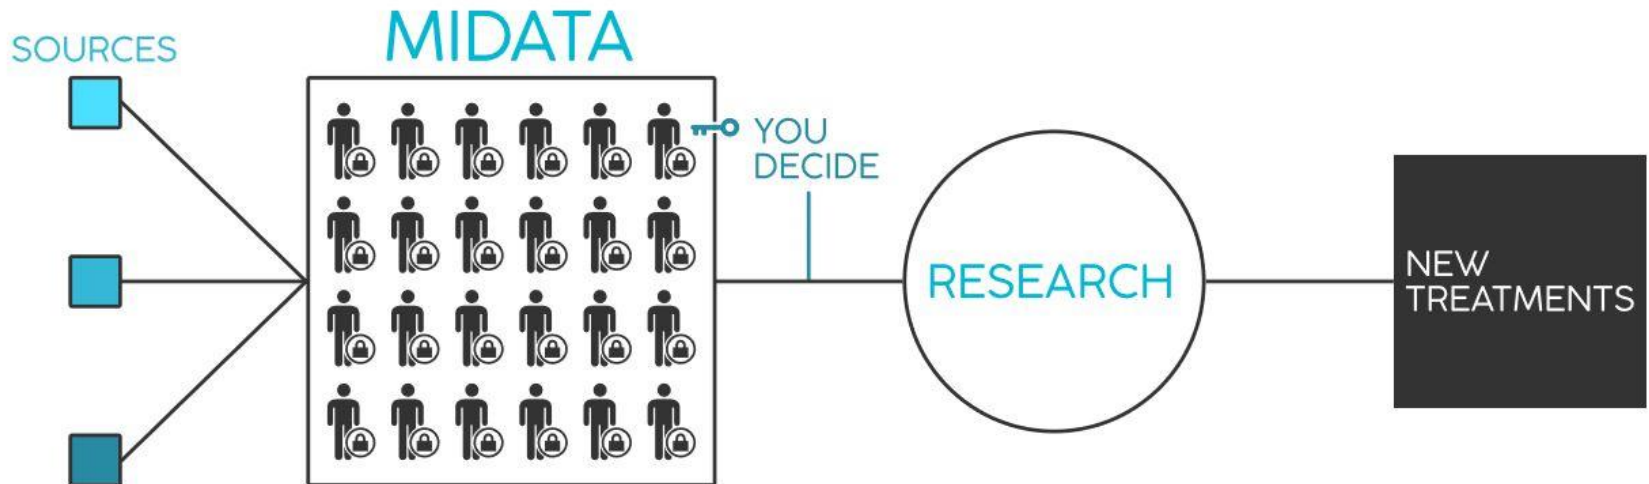 SOURCES
MIDATA
YOU
DECIDE
RESEARCH
NEW
TREATMENTS